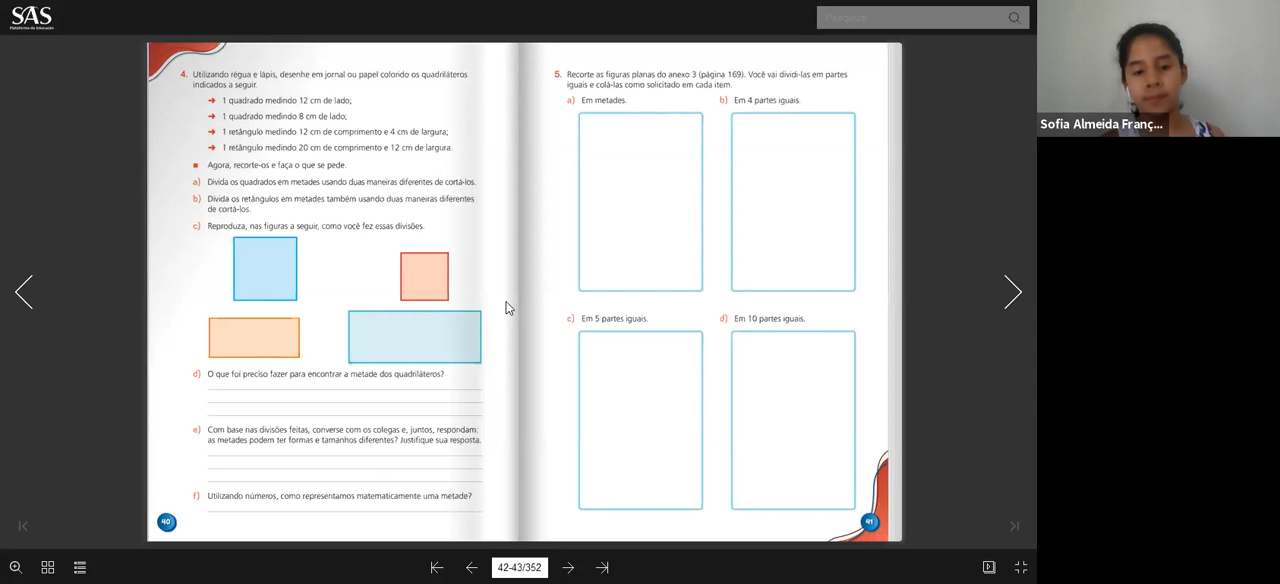 SAS
Plataforma de Educação
Pesquisa
4. Utilizando régua e lápis, desenhe em jornal ou papel colorido os quadriláteros
indicados a seguir.
➔ 1 quadrado medindo 12 cm de lado;
➔ 1 quadrado medindo 8 cm de lado;
➔ 1 retângulo medindo 12 cm de comprimento e 4 cm de largura;
➔ 1 retângulo medindo 20 cm de comprimento e 12 cm de largura.
■ Agora, recorte-os e faça o que se pede.
a) Divida os quadrados em metades usando duas maneiras diferentes de cortá-los.
b) Divida os retângulos em metades também usando duas maneiras diferentes
de cortá-los.
c) Reproduza, nas figuras a seguir, como você fez essas divisões.
d) O que foi preciso fazer para encontrar a metade dos quadriláteros?
e) Com base nas divisões feitas, converse com os colegas e, juntos, respondam:
as metades podem ter formas e tamanhos diferentes? Justifique sua resposta.
f) Utilizando números, como representamos matematicamente uma metade?
40
5. Recorte as figuras planas do anexo 3 (página 169). Você vai dividi-las em partes
iguais e colá-las como solicitado em cada item.
a) Em metades.
b) Em 4 partes iguais.
c) Em 5 partes iguais.
d) Em 10 partes iguais.
41
Sofia Almeida Franç...
42-43/352